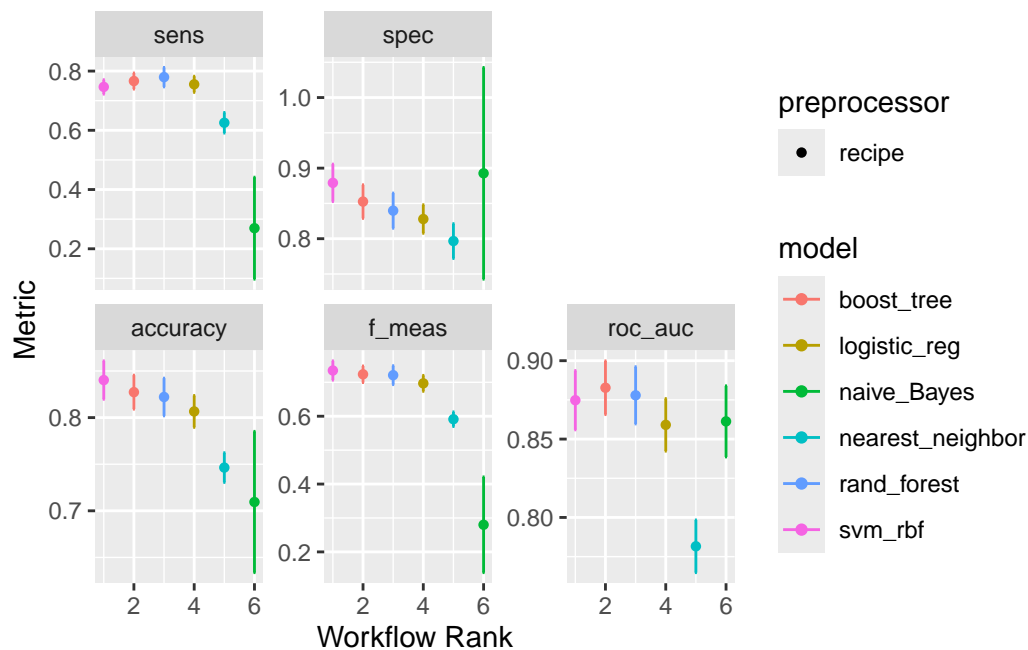 sens
spec
0.8
0.6
0.4
0.2
1.0
0.9
0.8
Metric
accuracy
f_meas
roc_auc
0.8
0.7
0.6
0.4
0.2
0.90
0.85
0.80
2 4 6
2 4 6
2 4 6
Workflow Rank
preprocessor
recipe
model
boost_tree
logistic_reg
naive_Bayes
nearest_neighbor
rand_forest
svm_rbf